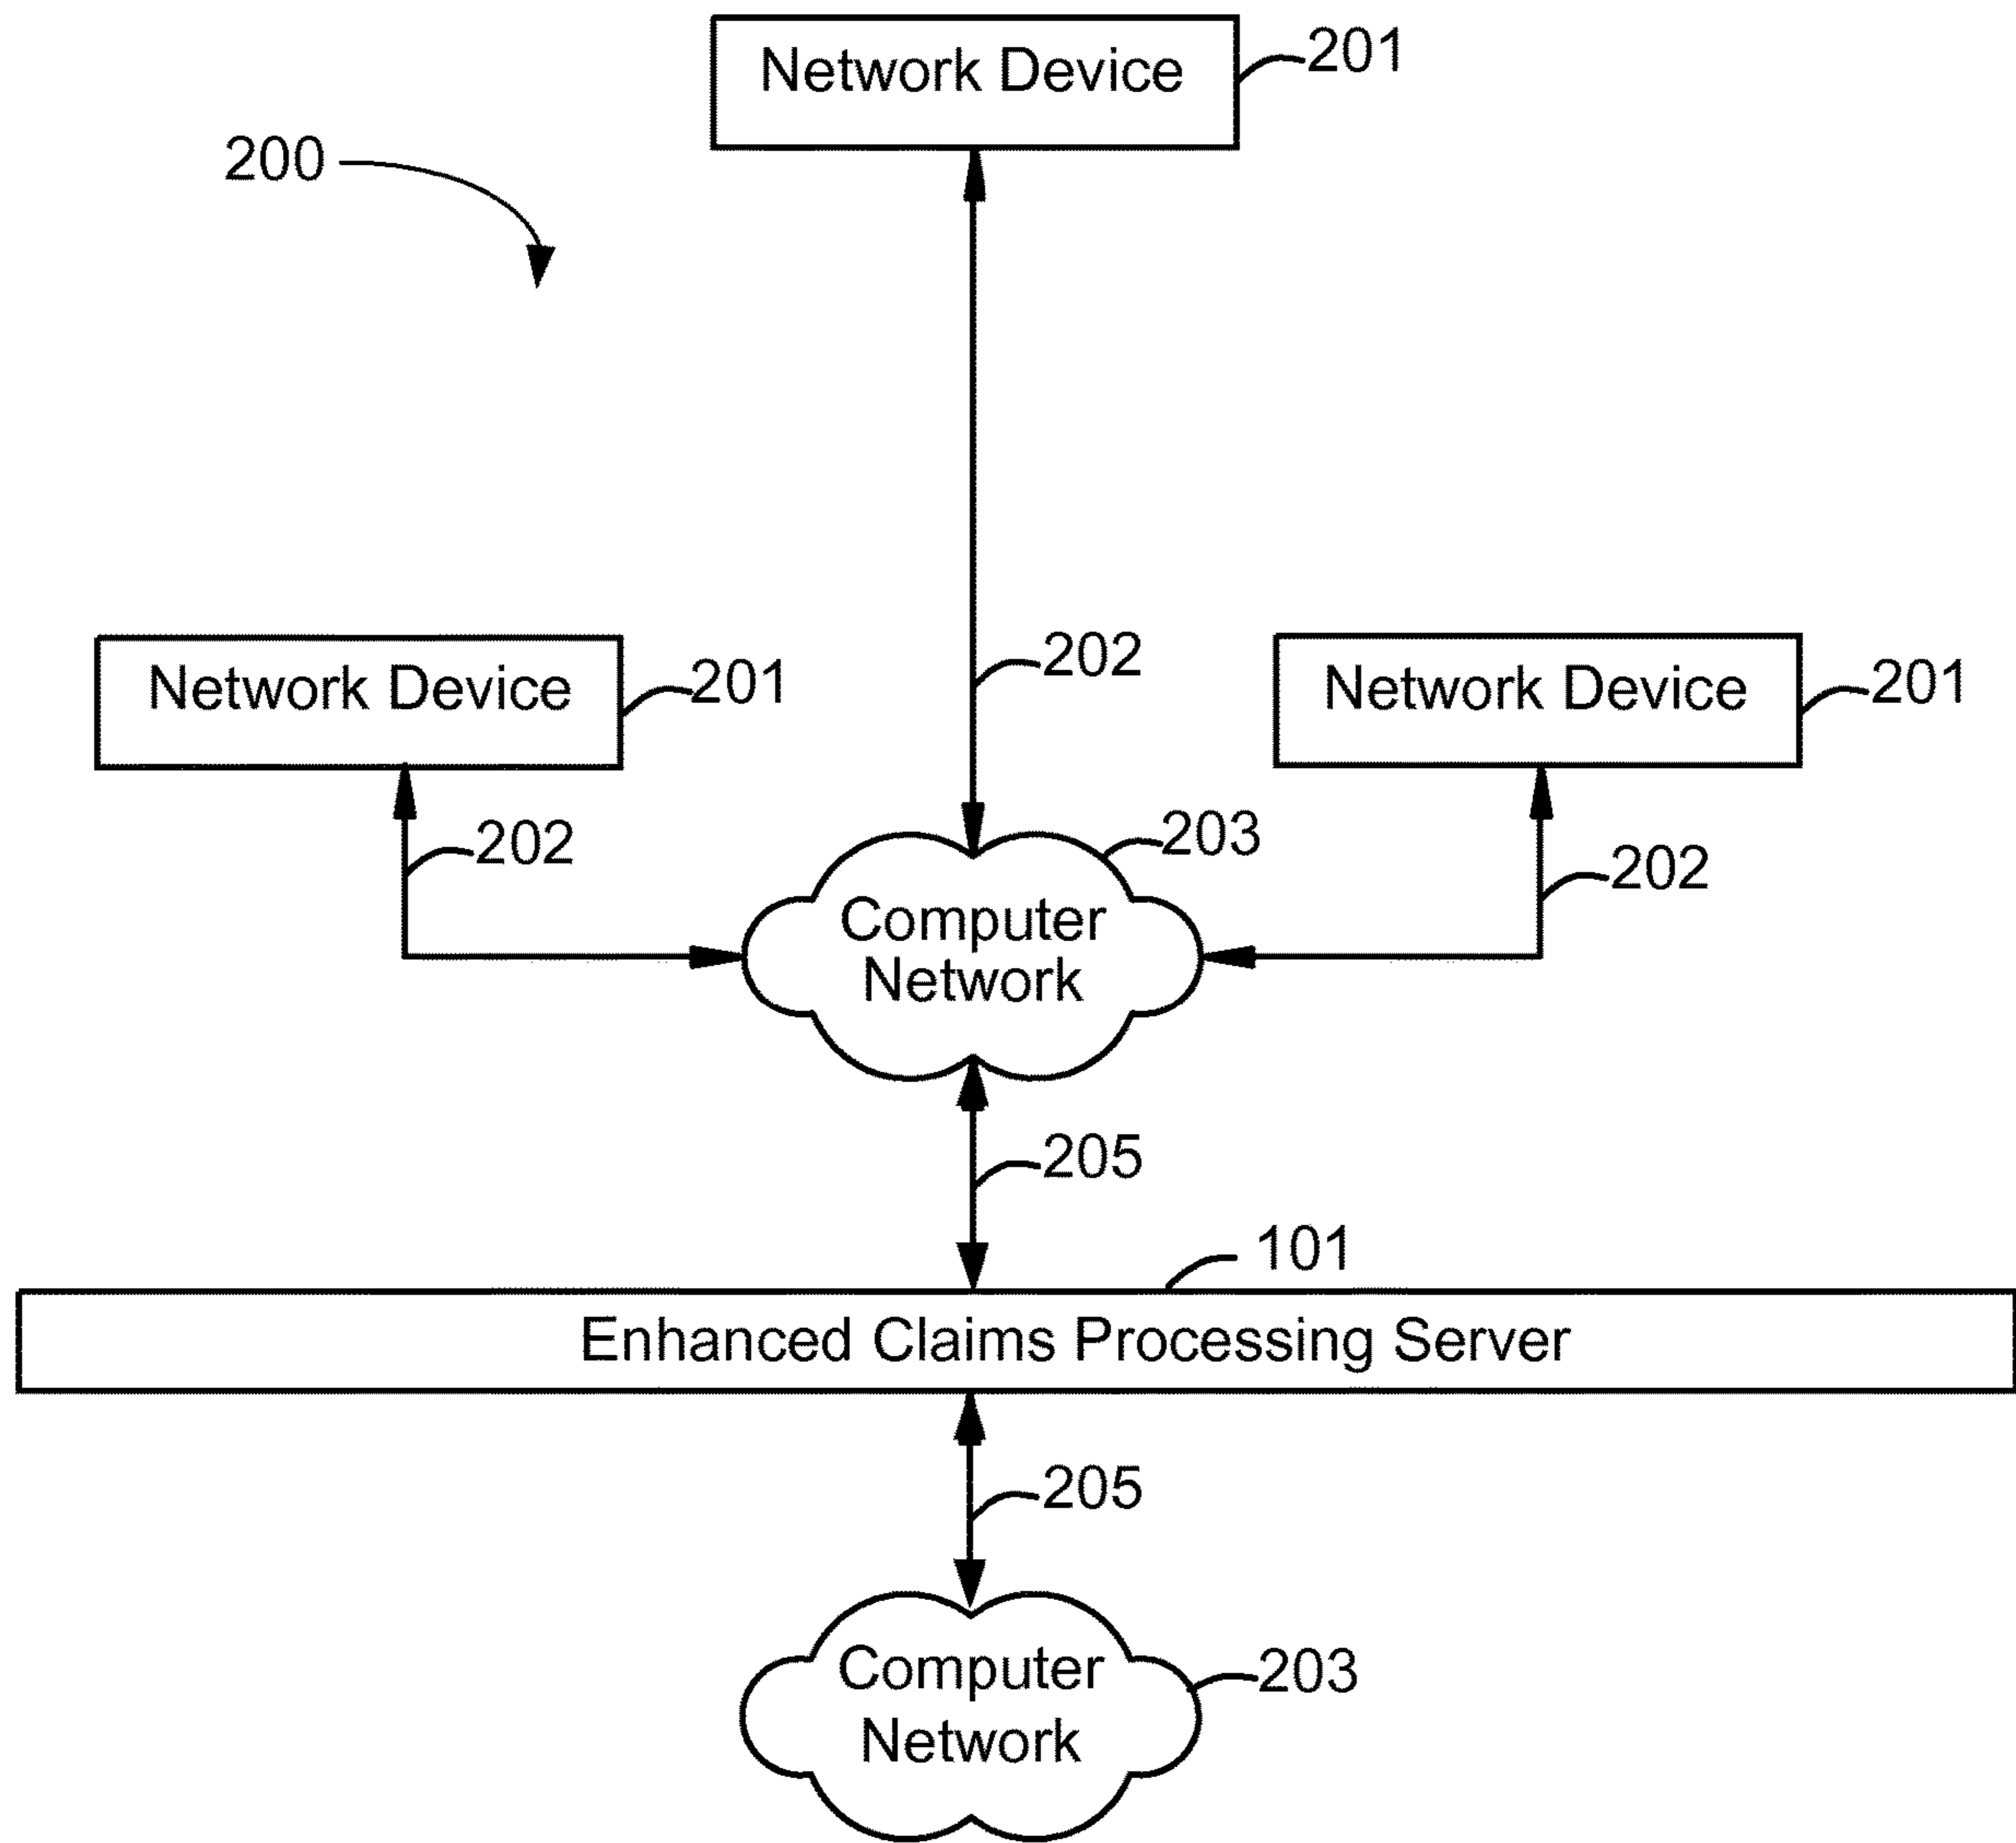 Network Device
201
200
202
Network Device
201
Network Device
201
202
203
202
Computer
Network
205
101
Enhanced Claims Processing Server
205
Computer
Network
203